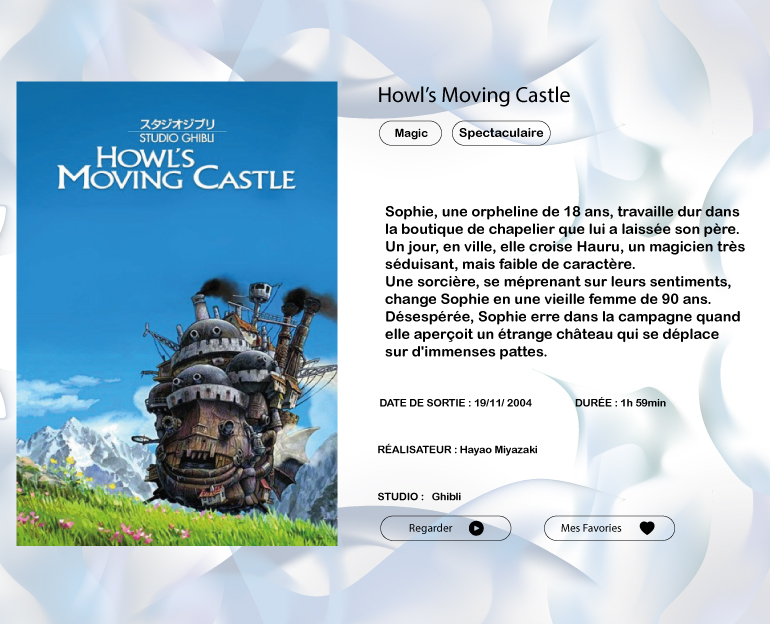 スタジオジブリ
STUDIO GHIBLI
HOWL'S
MOVING CASTLE
Howl's Moving Castle
Magic
Spectaculaire
Sophie, une orpheline de 18 ans, travaille dur dans
la boutique de chapelier que lui a laissée son père.
Un jour, en ville, elle croise Hauru, un magicien très
séduisant, mais faible de caractère.
Une sorcière, se méprenant sur leurs sentiments,
change Sophie en une vieille femme de 90 ans.
Désespérée, Sophie erre dans la campagne quand
elle aperçoit un étrange château qui se déplace
sur d'immenses pattes.
DATE DE SORTIE : 19/11/ 2004
DURÉE : 1h 59min
RÉALISATEUR : Hayao Miyazaki
STUDIO : Ghibli
Regarder
Mes Favories